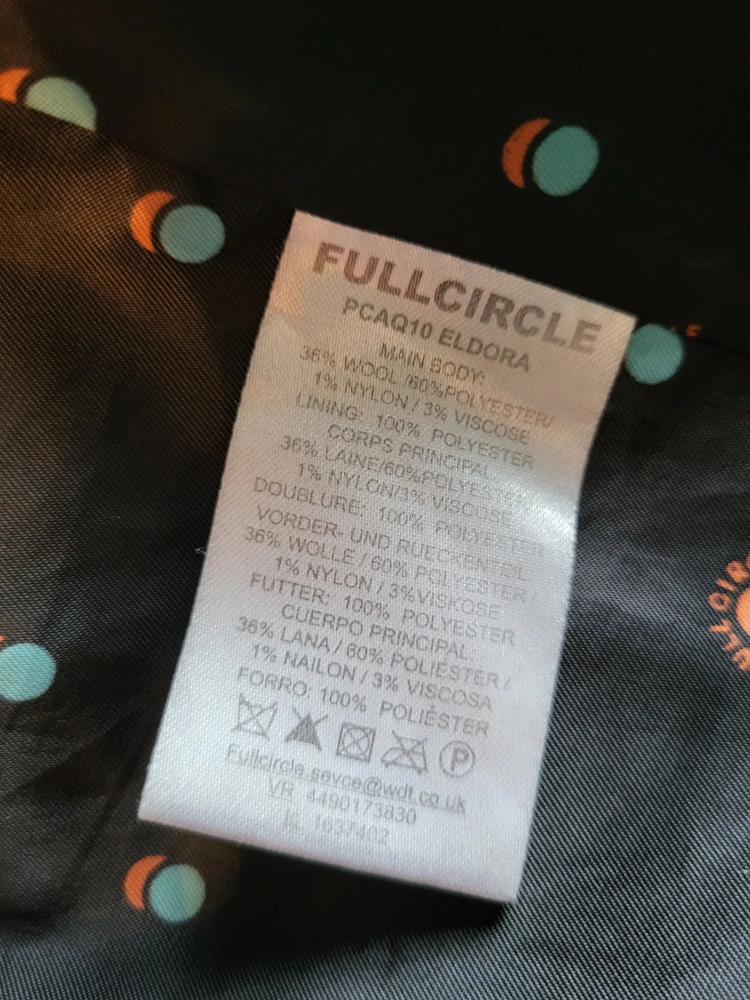 FULLCIRCLE
PCAQ10 ELDORA
MAIN BODY:
36% WOOL /60%POLYESTER/
1% NYLON / 3% VISCOSE
LINING: 100% POLYESTER
CORPS PRINCIPAL:
36% LAINE/60%POLYESTER/
1% NYLON/3% VISCOSE
DOUBLURE: 100% POLYESTER
VORDER- UND RUECKENTEIL
36% WOLLE / 60% POLYESTER /
1% NYLON / 3%VISKOSE
FUTTER: 100% POLYESTER
CUERPO PRINCIPAL:
36% LANA / 60% POLIÉSTER /
1% NAILON / 3% VISCOSA
FORRO: 100% POLIÉSTER
P
Fullcircle.sevce@wdt.co.uk
VR 4490173830
1637402